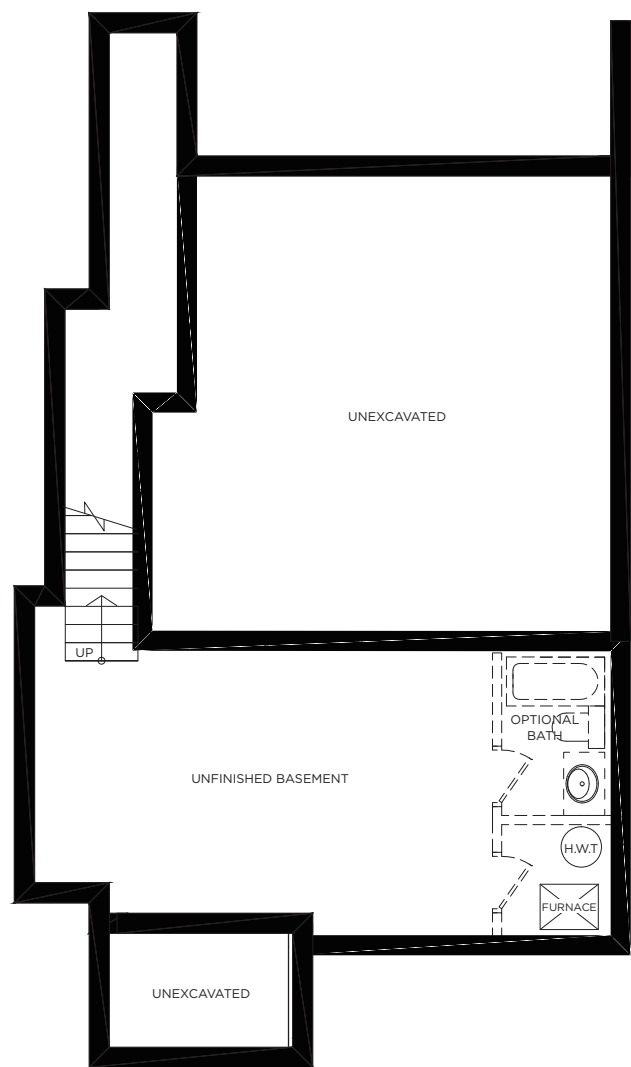 UNEXCAVATED
UP
OPTIONAL
BATH
UNFINISHED BASEMENT
H.W.T
FURNACE
UNEXCAVATED